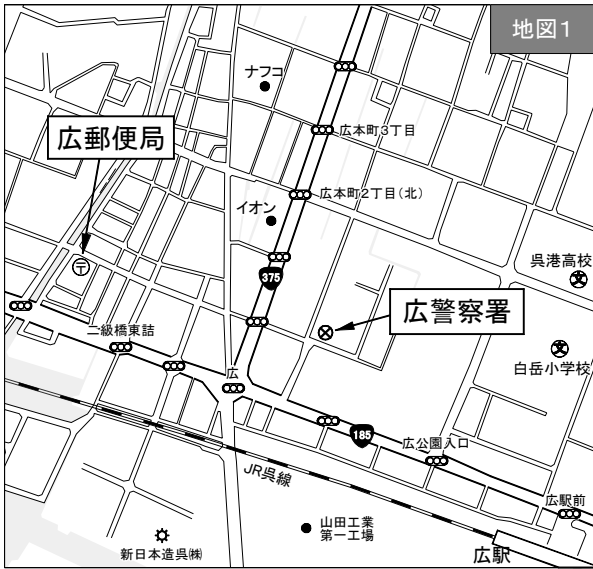 地図1
ナフコ
広本町3丁目
広郵便局
広本町2丁目(北)
イオン
呉港高校
375
広警察署
二級橋東詰
白岳小学校
広
185
広公園入口
JR呉線
広駅前
山田工業
第一工場
新日本造呉㈱
広駅